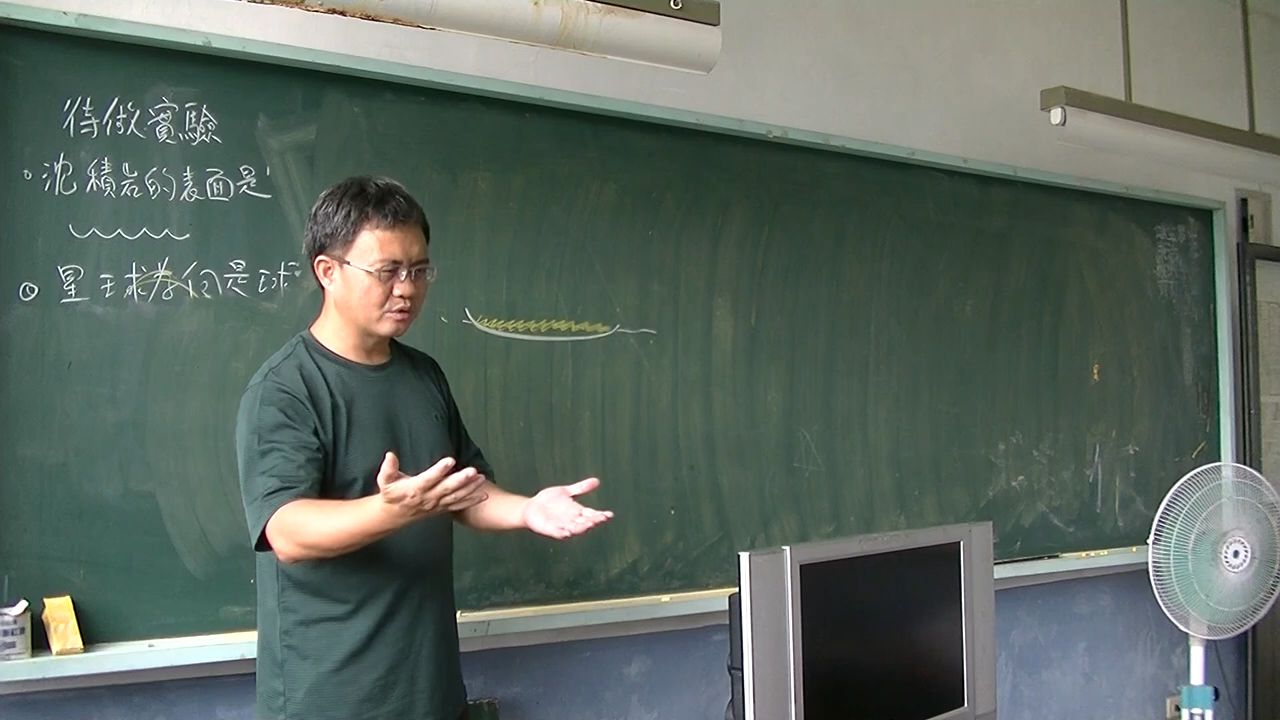 待做實驗
沈積岩的表面是
星球為何是球